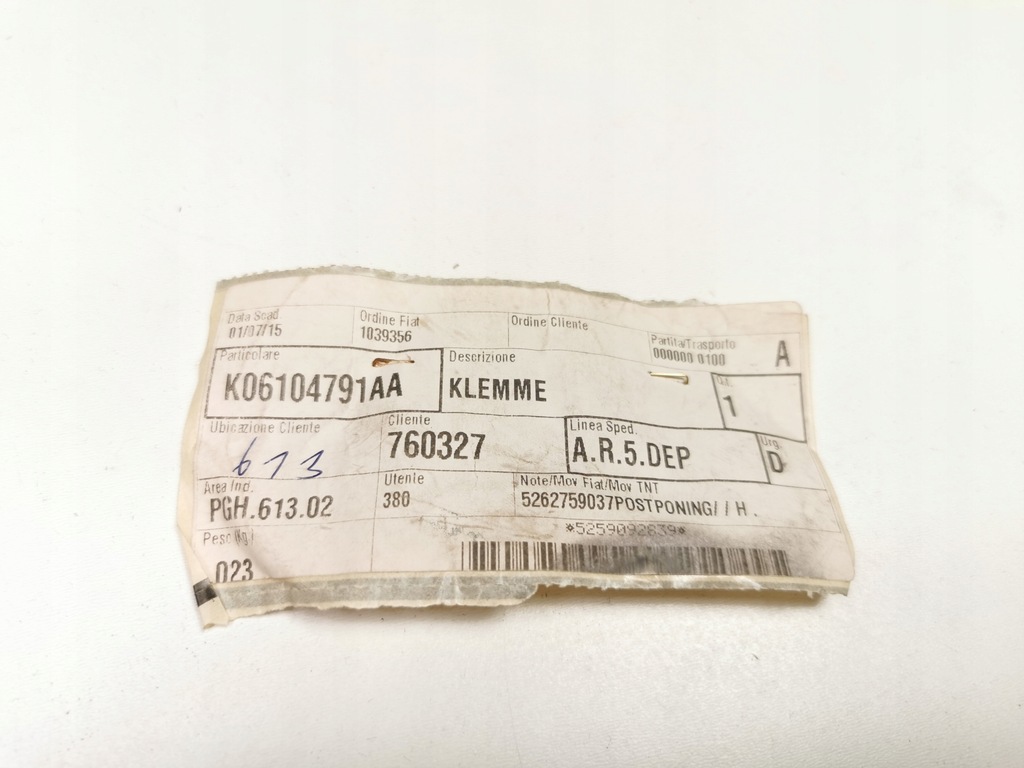 Data Scad. Ordine Fiat Ordine Cliente Partita/Trasporto A
01/07/15 1039356 000000 0100
Particolare Descrizione
K06104791AA KLEMME 1
Ubicazione Cliente Cliente Linea Sped. Urg.
613 760327 A.R.5.DEP D
Area Ind. Utente Note/Mov Fiat/Mov TNT
PGH.613.02 380 5262759037POSTPONING/ / H .
Peso (Kg.) *5259092839*
023